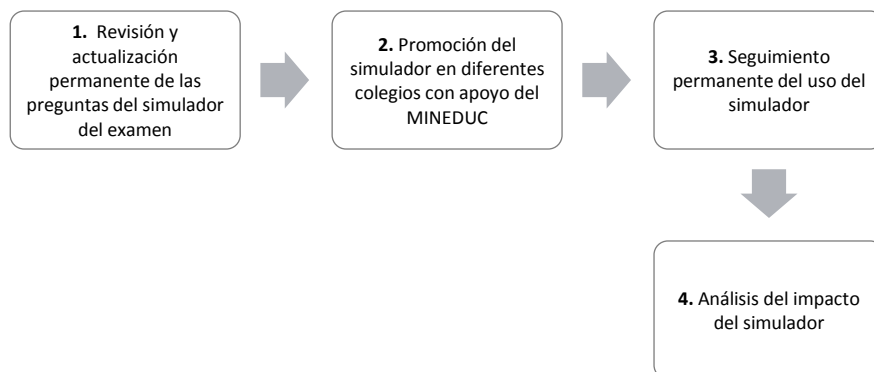 1. Revisión y
actualización
permanente de las
preguntas del simulador
del examen
2. Promoción del
simulador en diferentes
colegios con apoyo del
MINEDUC
3. Seguimiento
permanente del uso del
simulador
4. Análisis del impacto
del simulador